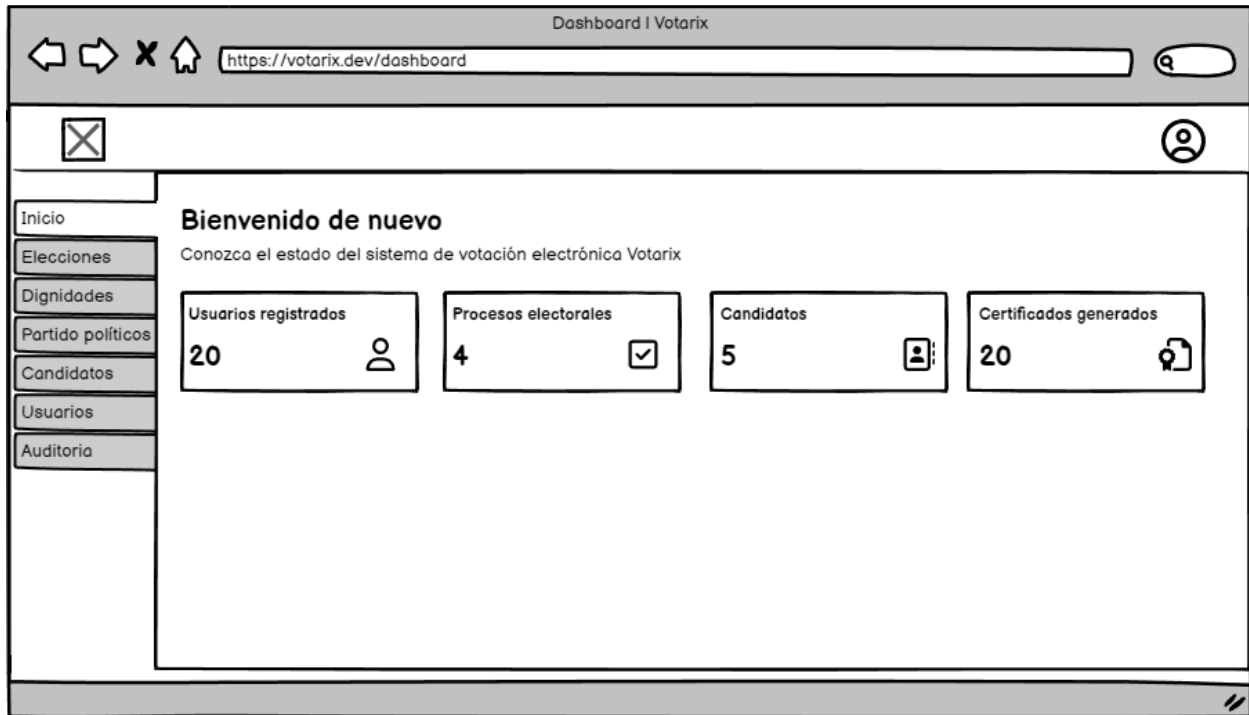 Dashboard | Votarix
https://votarix.dev/dashboard
Inicio
Elecciones
Dignidades
Partido políticos
Candidatos
Usuarios
Auditoria
Bienvenido de nuevo
Conozca el estado del sistema de votación electrónica Votarix
Usuarios registrados
20
Procesos electorales
4
Candidatos
5
Certificados generados
20